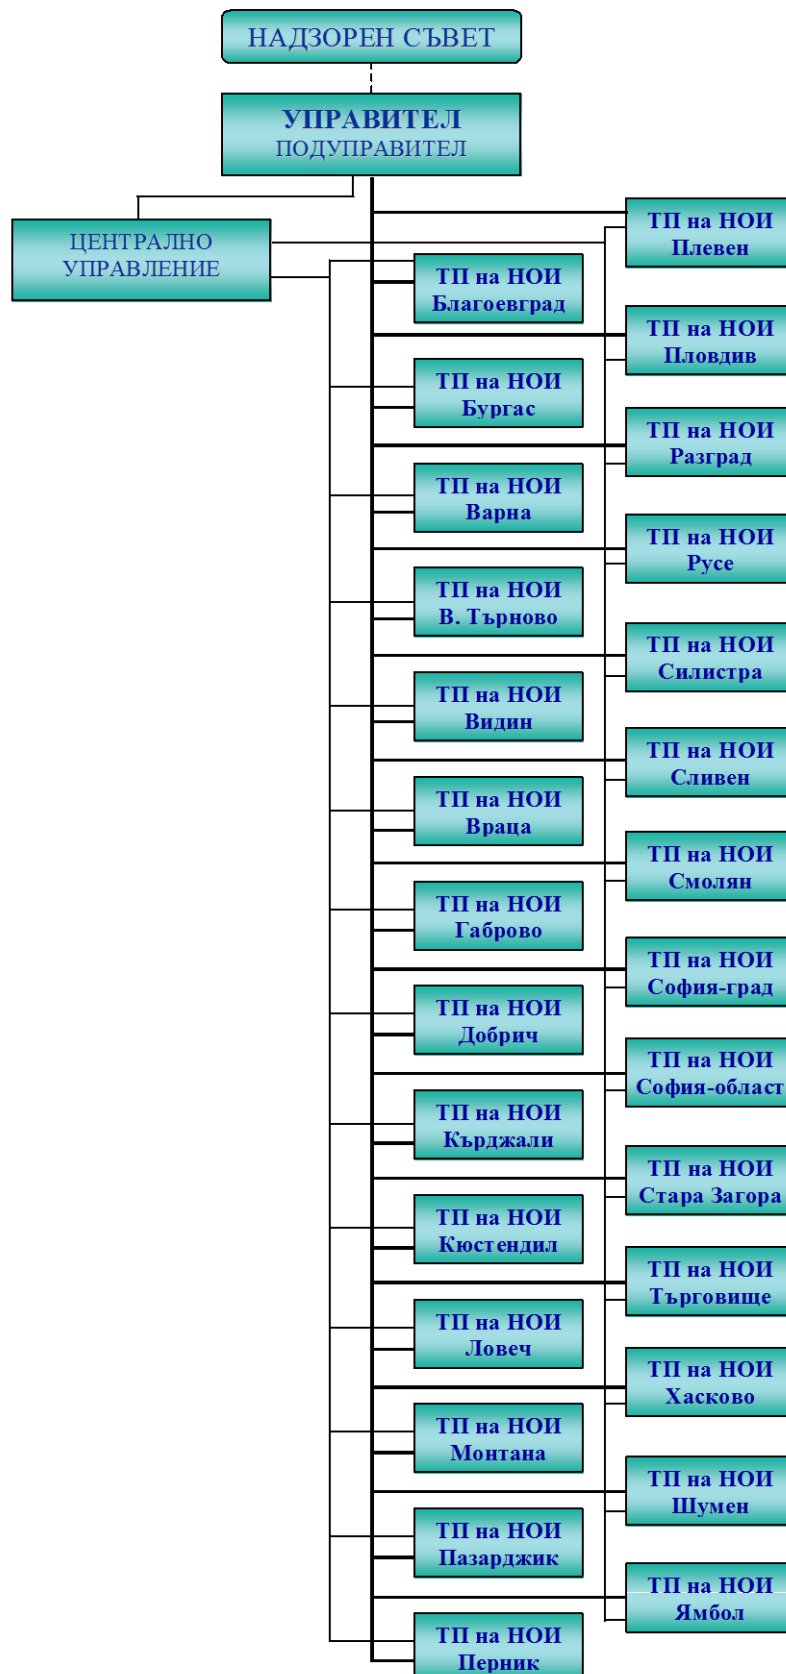 НАДЗОРЕН СЪВЕТ
УПРАВИТЕЛ
ПОДУПРАВИТЕЛ
ЦЕНТРАЛНО
УПРАВЛЕНИЕ
ТП на НОИ
Благоевград
ТП на НОИ
Бургас
ТП на НОИ
Варна
ТП на НОИ
В. Търново
ТП на НОИ
Видин
ТП на НОИ
Враца
ТП на НОИ
Габрово
ТП на НОИ
Добрич
ТП на НОИ
Кърджали
ТП на НОИ
Кюстендил
ТП на НОИ
Ловеч
ТП на НОИ
Монтана
ТП на НОИ
Пазарджик
ТП на НОИ
Перник
ТП на НОИ
Плевен
ТП на НОИ
Пловдив
ТП на НОИ
Разград
ТП на НОИ
Русе
ТП на НОИ
Силистра
ТП на НОИ
Сливен
ТП на НОИ
Смолян
ТП на НОИ
София-град
ТП на НОИ
София-област
ТП на НОИ
Стара Загора
ТП на НОИ
Търговище
ТП на НОИ
Хасково
ТП на НОИ
Шумен
ТП на НОИ
Ямбол